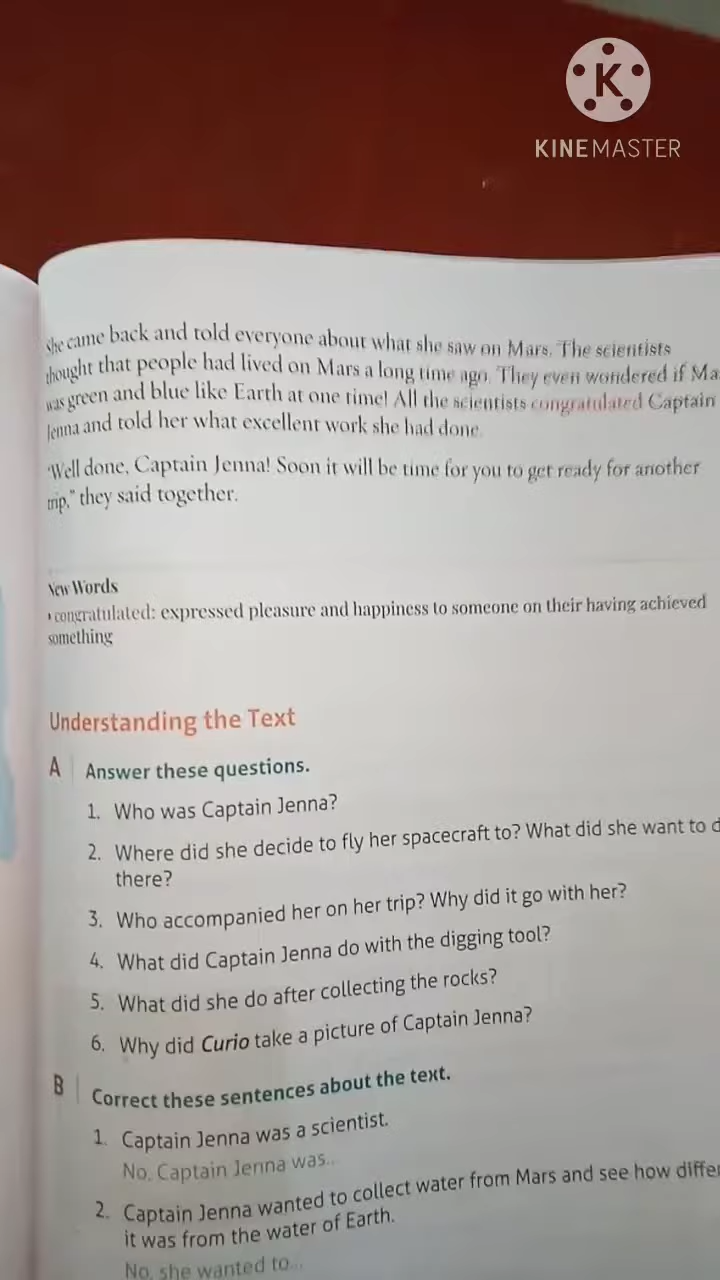 KINEMASTER
She came back and told everyone about what she saw on Mars. The scientists
thought that people had lived on Mars a long time ago. They even wondered if Ma
was green and blue like Earth at one time! All the scientists congratulated Captain
Jenna and told her what excellent work she had done.
"Well done, Captain Jenna! Soon it will be time for you to get ready for another
trip," they said together.
New Words
• congratulated: expressed pleasure and happiness to someone on their having achieved
something
Understanding the Text
A Answer these questions.
1. Who was Captain Jenna?
2. Where did she decide to fly her spacecraft to? What did she want to d
there?
3. Who accompanied her on her trip? Why did it go with her?
4. What did Captain Jenna do with the digging tool?
5. What did she do after collecting the rocks?
6. Why did Curio take a picture of Captain Jenna?
B Correct these sentences about the text.
1. Captain Jenna was a scientist.
No, Captain Jenna was...
2. Captain Jenna wanted to collect water from Mars and see how differe
it was from the water of Earth.
No, she wanted to...